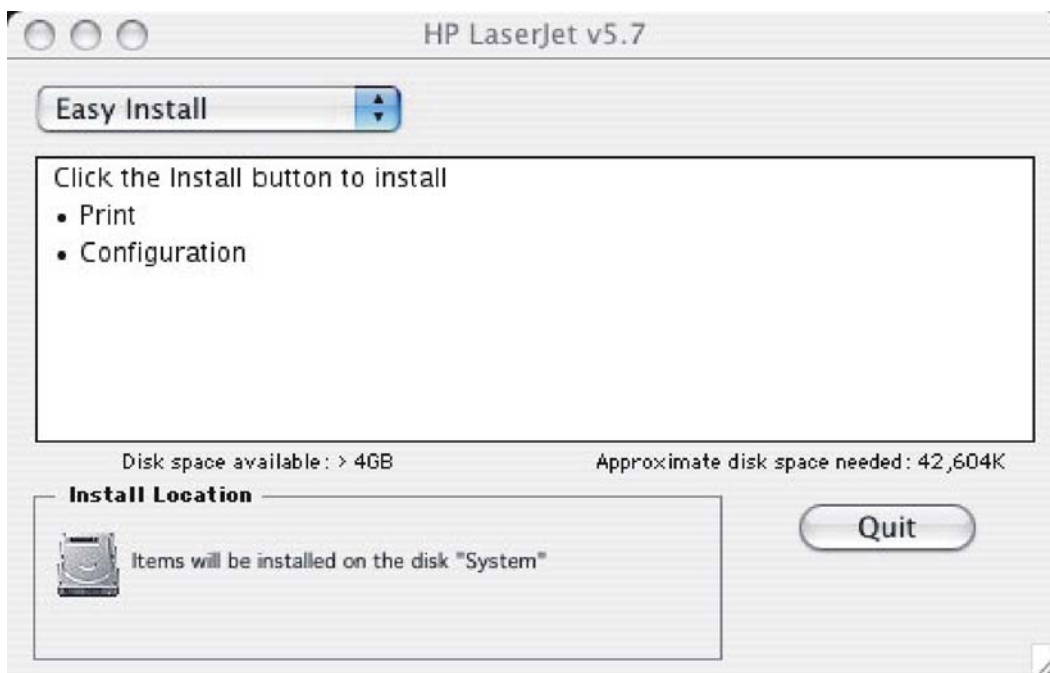 HP LaserJet v5.7
Easy Install
Click the Install button to install
• Print
• Configuration
Disk space available: > 4GB
Approximate disk space needed: 42,604K
Install Location
Items will be installed on the disk "System"
Quit